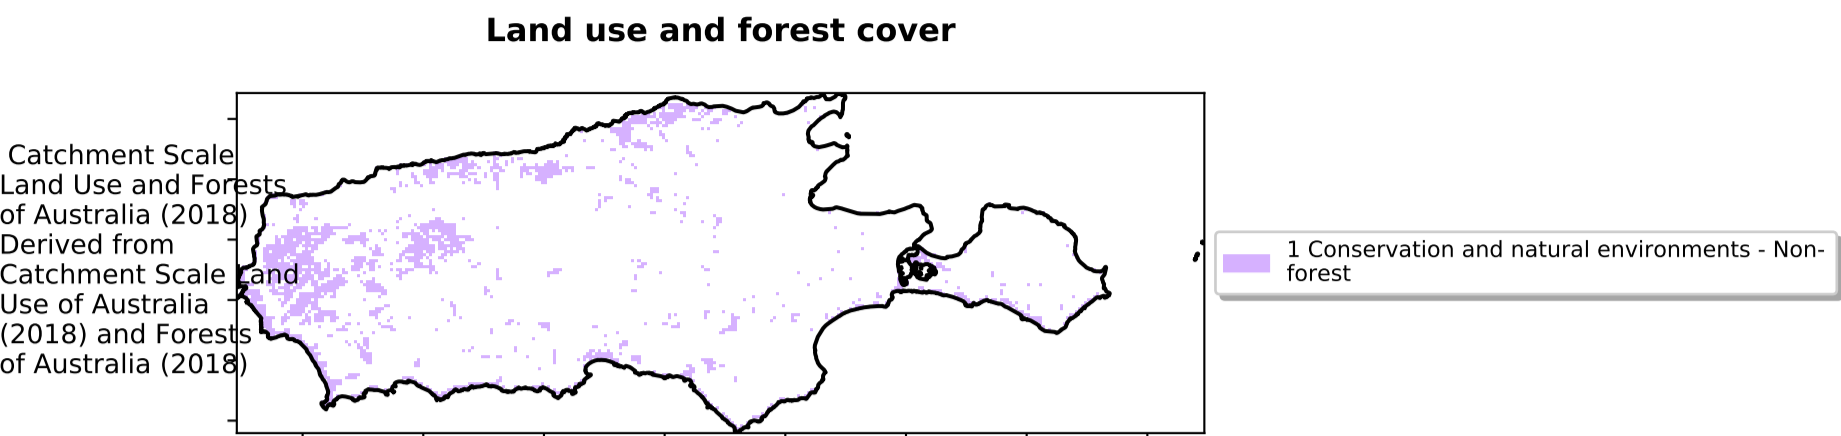 Land use and forest cover
Catchment Scale
Land Use and Forests
of Australia (2018)
Derived from
Catchment Scale Land
Use of Australia
(2018) and Forests
of Australia (2018)
1 Conservation and natural environments - Non-
forest